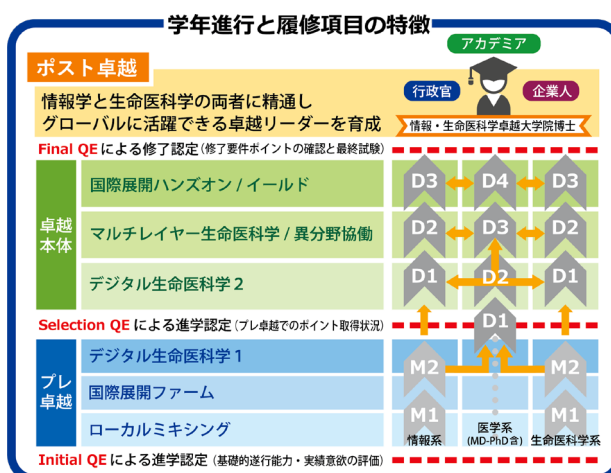 学年進行と履修項目の特徴
アカデミア
ポスト卓越
行政官
企業人
情報学と生命医科学の両者に精通し
グローバルに活躍できる卓越リーダーを育成
情報・生命医科学卓越大学院博士
Final QEによる修了認定(修了要件ポイントの確認と最終試験)
卓越
本体
国際展開ハンズオン / イールド
D3 D4 D3
マルチレイヤー生命医科学 / 異分野協働
D2 D3 D2
デジタル生命医科学2
D1 D2 D1
Selection QEによる進学認定(プレ卓越でのポイント取得状況)
D1
プレ
卓越
デジタル生命医科学1
M2 M2
国際展開ファーム
ローカルミキシング
M1 M1
情報系
医学系
(MD-PhD含)
生命医科学系
Initial QEによる進学認定(基礎的遂行能力・実績意欲の評価)